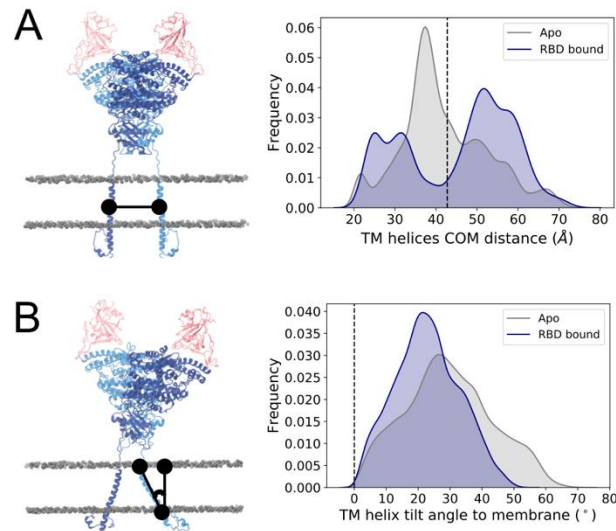 A
Frequency
0.06
0.05
0.04
0.03
0.02
0.01
0.00
Apo
RBD bound
20 30 40 50 60 70 80
TM helices COM distance (Å)
B
Frequency
0.040
0.035
0.030
0.025
0.020
0.015
0.010
0.005
0.000
Apo
RBD bound
0 10 20 30 40 50 60 70 80
TM helix tilt angle to membrane (°)